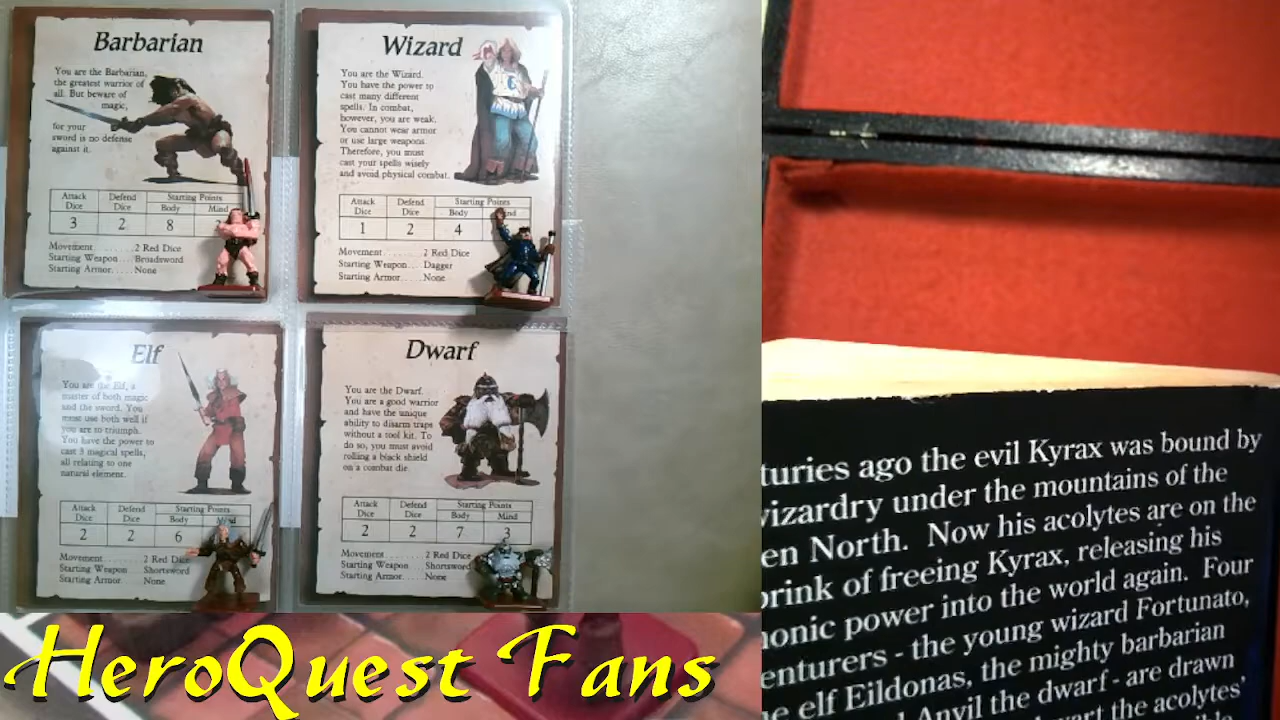 Barbarian
You are the Barbarian,
the greatest warrior of
all. But beware of
magic,
for your
sword is no defense
against it.
Attack Dice
Defend Dice
Starting Points
Body
Mind
3
2
8
Movement .......2 Red Dice
Starting Weapon ...Broadsword
Starting Armor.....None
Wizard
You are the Wizard.
You have the power to
cast many different
spells. In combat,
however, you are weak.
You cannot wear armor
or use large weapons.
Therefore, you must
cast your spells wisely
and avoid physical combat.
Attack Dice
Defend Dice
Starting Points
Body
1
2
4
Movement .......2 Red Dice
Starting Weapon... Dagger
Starting Armor.....None
Elf
You are the Elf, a
master of both magic
and the sword. You
must use both well if
you are to triumph.
You have the power to
cast 3 magical spells,
all relating to one
natural element.
Attack Dice
Defend Dice
Starting Points
Body
Mind
2
2
6
Movement .......2 Red Dice
Starting Weapon ... Shortsword
Starting Armor..... None
Dwarf
You are the Dwarf.
You are a good warrior
and have the unique
ability to disarm traps
without a tool kit. To
do so, you must avoid
rolling a black shield
on a combat die.
Attack Dice
Defend Dice
Starting Points
Body
Mind
2
2
7
3
Movement .......2 Red Dice
Starting Weapon ... Shortsword
Starting Armor..... None
HeroQuest Fans
turies ago the evil Kyrax was bound by
wizardry under the mountains of the
en North. Now his acolytes are on the
brink of freeing Kyrax, releasing his
onic power into the world again. Four
enturers - the young wizard Fortunato,
e elf Eildonas, the mighty barbarian
Anvil the dwarf - are drawn
the acolytes'